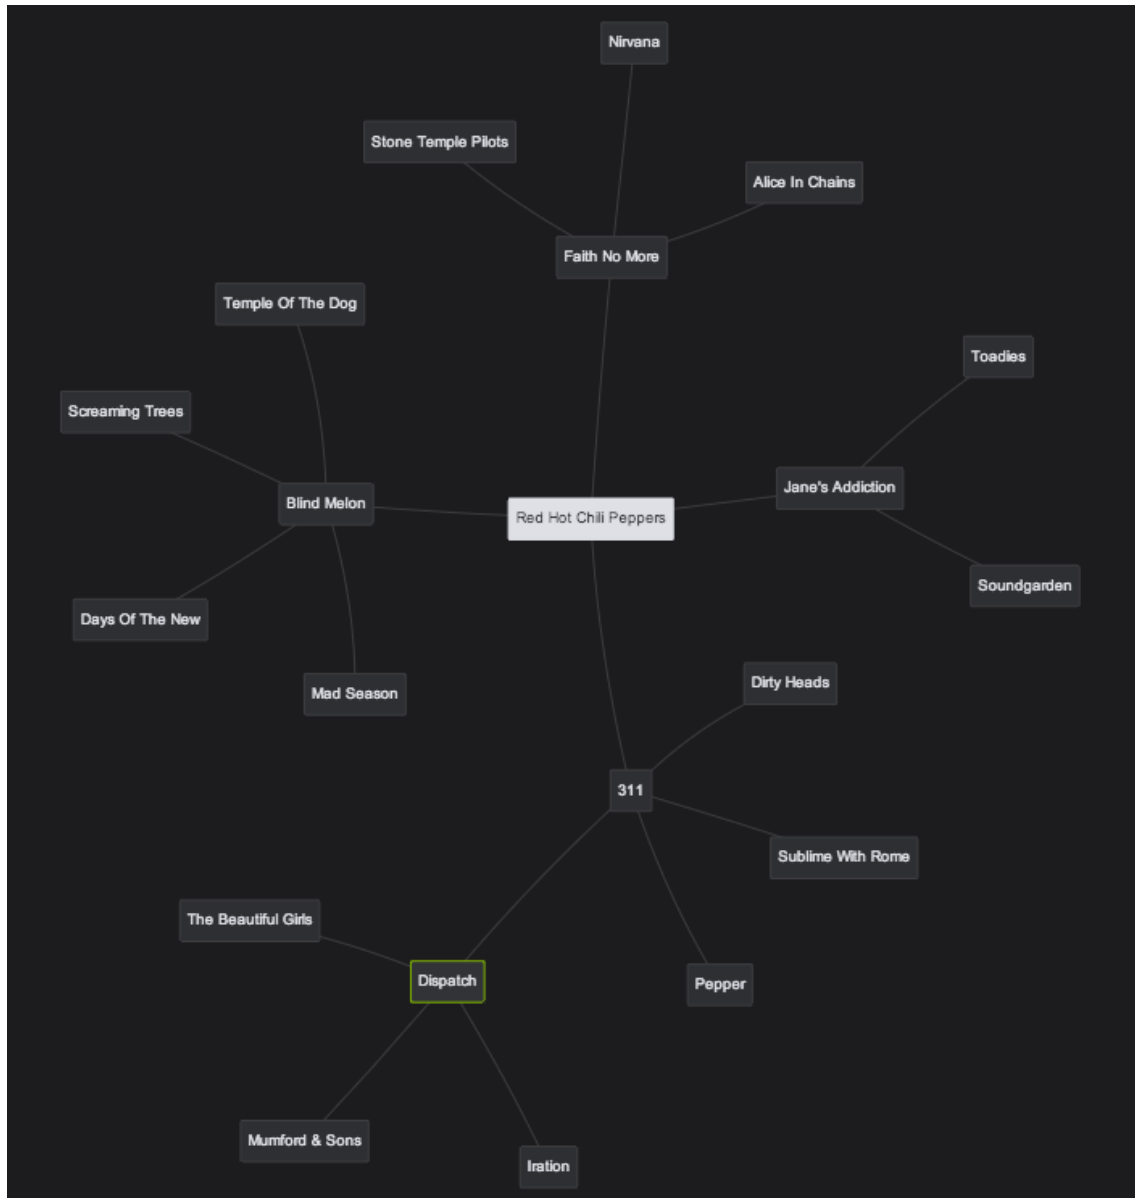 Nirvana
Stone Temple Pilots
Alice In Chains
Faith No More
Temple Of The Dog
Toadies
Screaming Trees
Jane's Addiction
Blind Melon
Red Hot Chili Peppers
Soundgarden
Days Of The New
Dirty Heads
Mad Season
311
Sublime With Rome
The Beautiful Girls
Dispatch
Pepper
Mumford & Sons
Iration